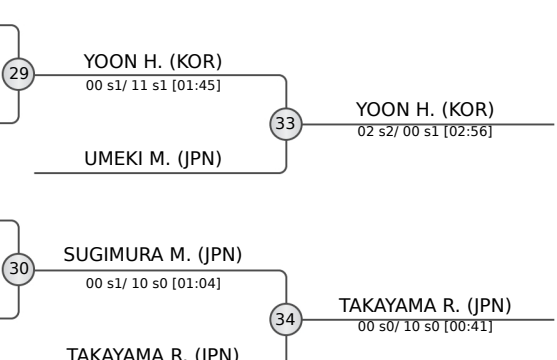 YOON H. (KOR)
29
00 s1/ 11 s1 [01:45]
YOON H. (KOR)
33
02 s2/ 00 s1 [02:56]
UMEKI M. (JPN)
SUGIMURA M. (JPN)
30
00 s1/ 10 s0 [01:04]
TAKAYAMA R. (JPN)
34
00 s0/ 10 s0 [00:41]
TAKAYAMA R. (JPN)